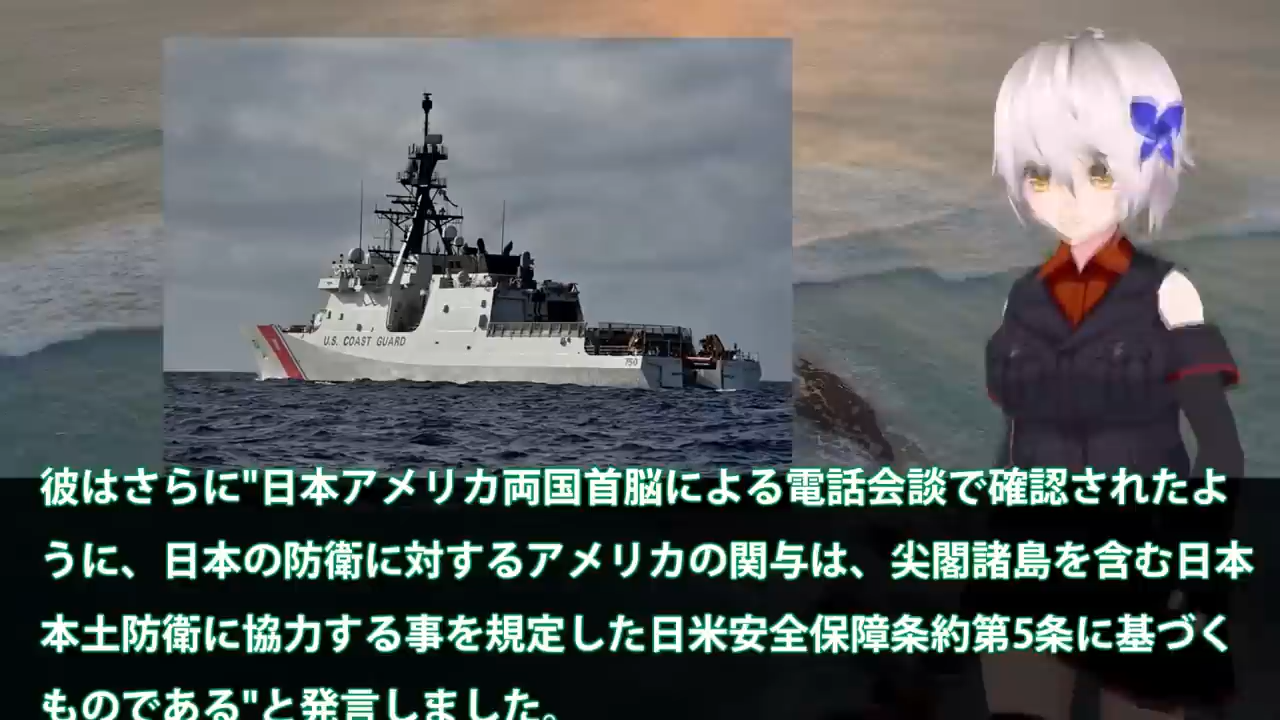 U.S. COAST GUARD
750
彼はさらに"日本アメリカ両国首脳による電話会談で確認されたよ
うに、日本の防衛に対するアメリカの関与は、尖閣諸島を含む日本
本土防衛に協力する事を規定した日米安全保障条約第5条に基づく
ものである"と発言しました。